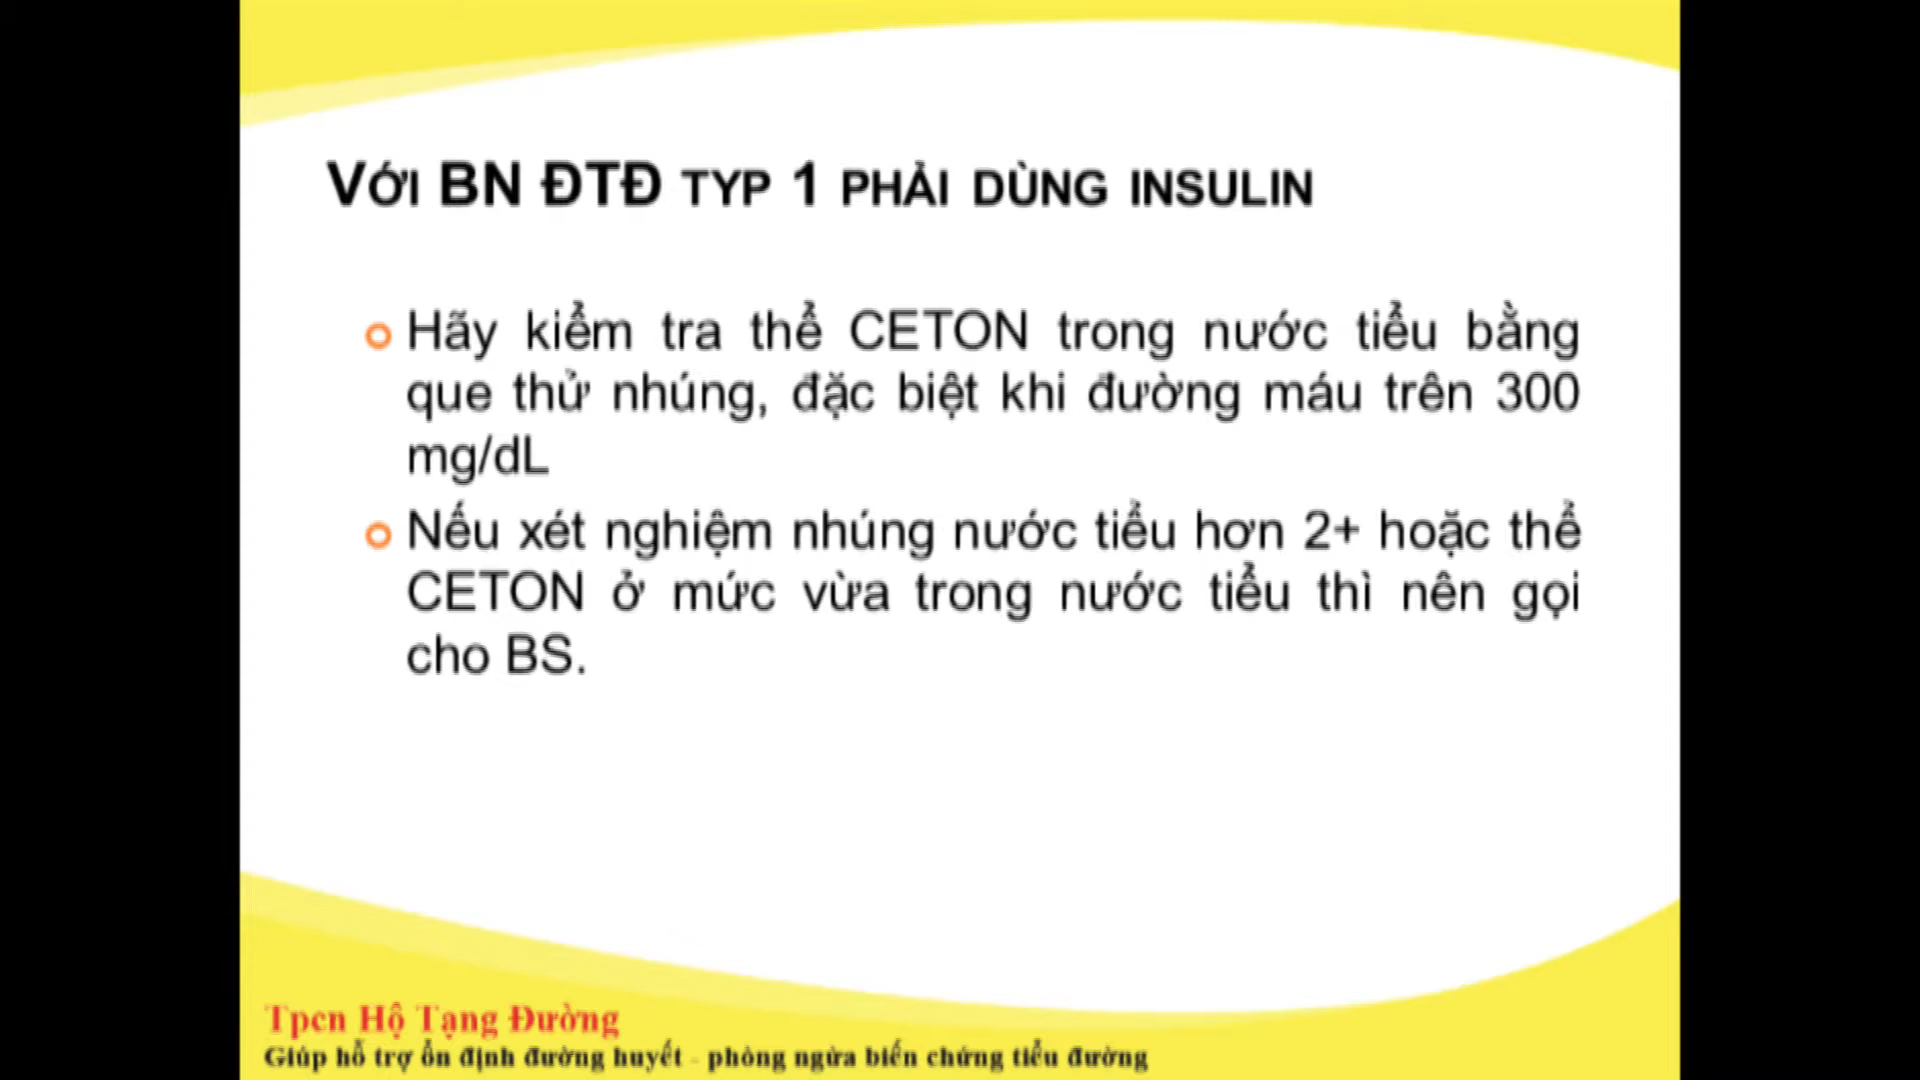 VỚI BN ĐTĐ TYP 1 PHẢI DÙNG INSULIN
Hãy kiểm tra thể CETON trong nước tiểu bằng
que thử nhúng, đặc biệt khi đường máu trên 300
mg/dL
Nếu xét nghiệm nhúng nước tiểu hơn 2+ hoặc thể
CETON ở mức vừa trong nước tiểu thì nên gọi
cho BS.
Tpcn Hộ Tạng Đường
Giúp hỗ trợ ổn định đường huyết - phòng ngừa biến chứng tiểu đường